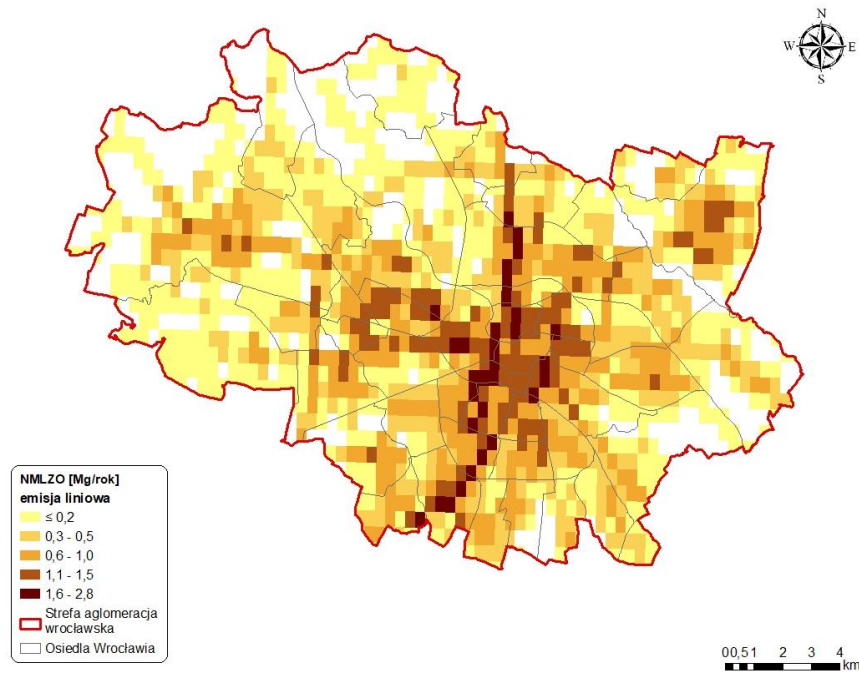 N
W E
S
NMLZO [Mg/rok]
emisja liniowa
≤ 0,2
0,3 - 0,5
0,6 - 1,0
1,1 - 1,5
1,6 - 2,8
Strefa aglomeracja
wrocławska
Osiedla Wrocławia
00,51 2 3 4
km